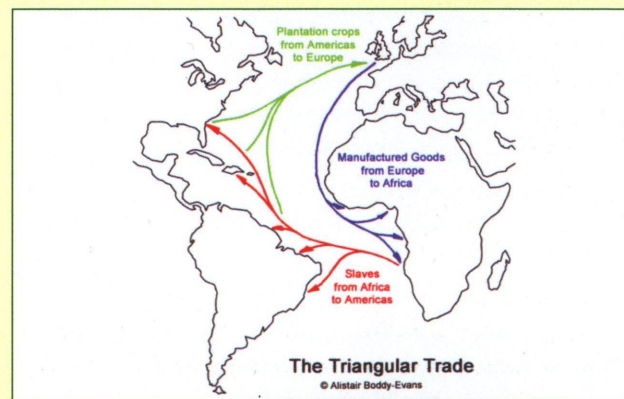 Plantation crops
from Americas
to Europe
Manufactured Goods
from Europe
to Africa
Slaves
from Africa
to Americas
The Triangular Trade
© Alistair Boddy-Evans